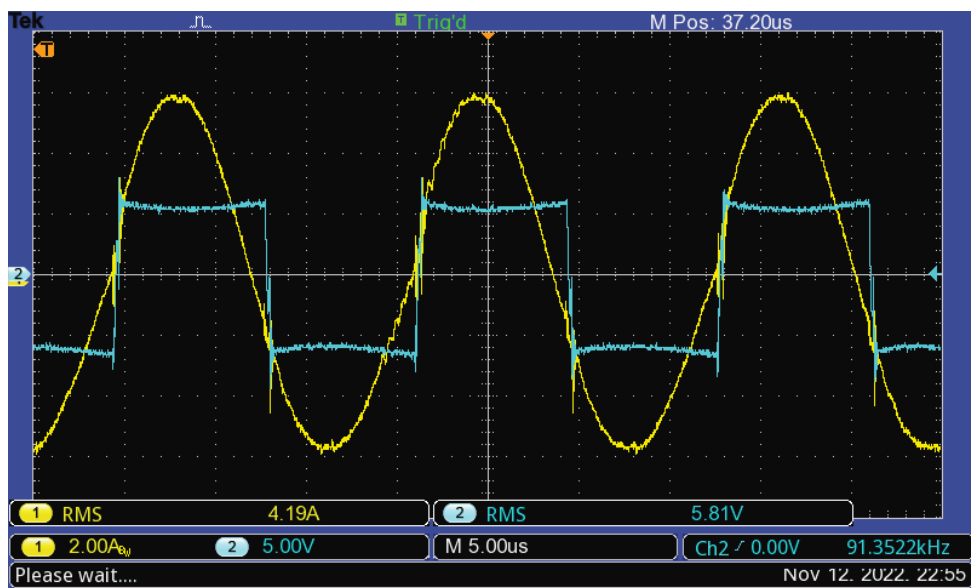 Tek T Trig'd M Pos: 37.20us
T
2
1 RMS 4.19A 2 RMS 5.81V
1 2.00A BW 2 5.00V M 5.00us Ch2 / 0.00V 91.3522kHz
Please wait.... Nov 12, 2022, 22:55